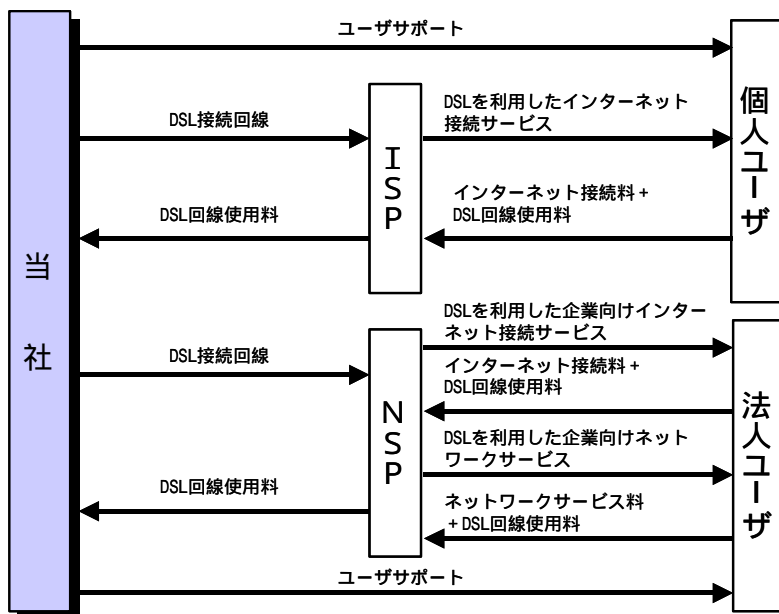 ユーザサポート
当社
DSL接続回線
DSL回線使用料
ISP
DSLを利用したインターネット
接続サービス
インターネット接続料+
DSL回線使用料
個人ユーザ
DSL接続回線
DSL回線使用料
NSP
DSLを利用した企業向けインター
ネット接続サービス
インターネット接続料+
DSL回線使用料
DSLを利用した企業向けネット
ワークサービス
ネットワークサービス料
+DSL回線使用料
法人ユーザ
ユーザサポート